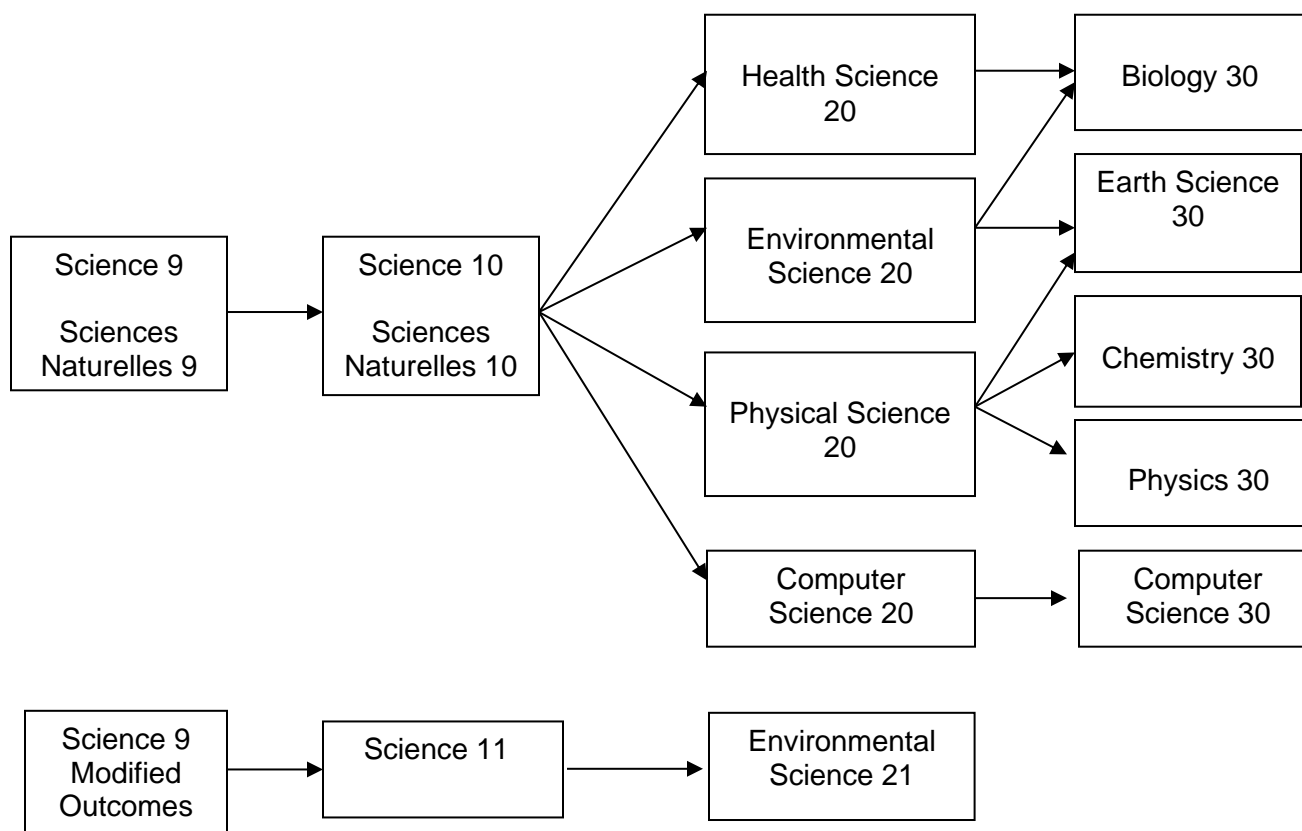 Health Science
20
Biology 30
Environmental
Science 20
Earth Science
30
Science 9
Sciences
Naturelles 9
Science 10
Sciences
Naturelles 10
Physical Science
20
Chemistry 30
Physics 30
Computer
Science 20
Computer
Science 30
Science 9
Modified
Outcomes
Science 11
Environmental
Science 21